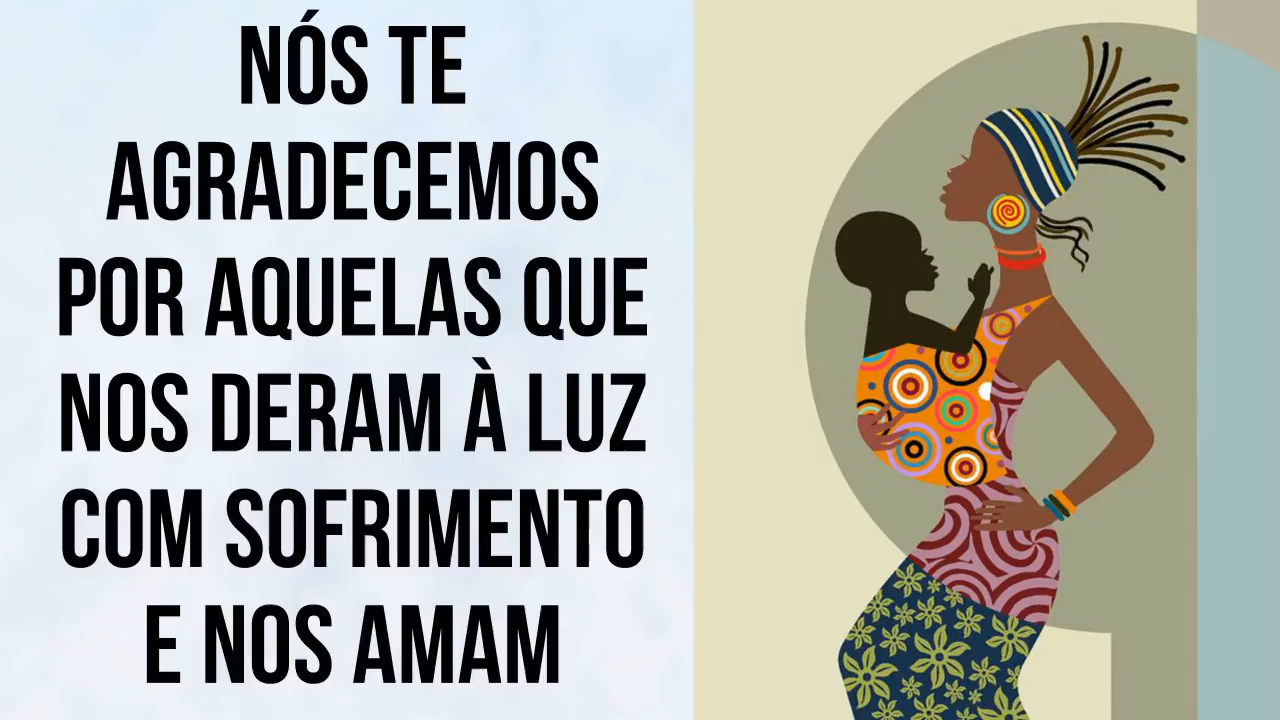 NÓS TE
AGRADECEMOS
POR AQUELAS QUE
NOS DERAM À LUZ
COM SOFRIMENTO
E NOS AMAM